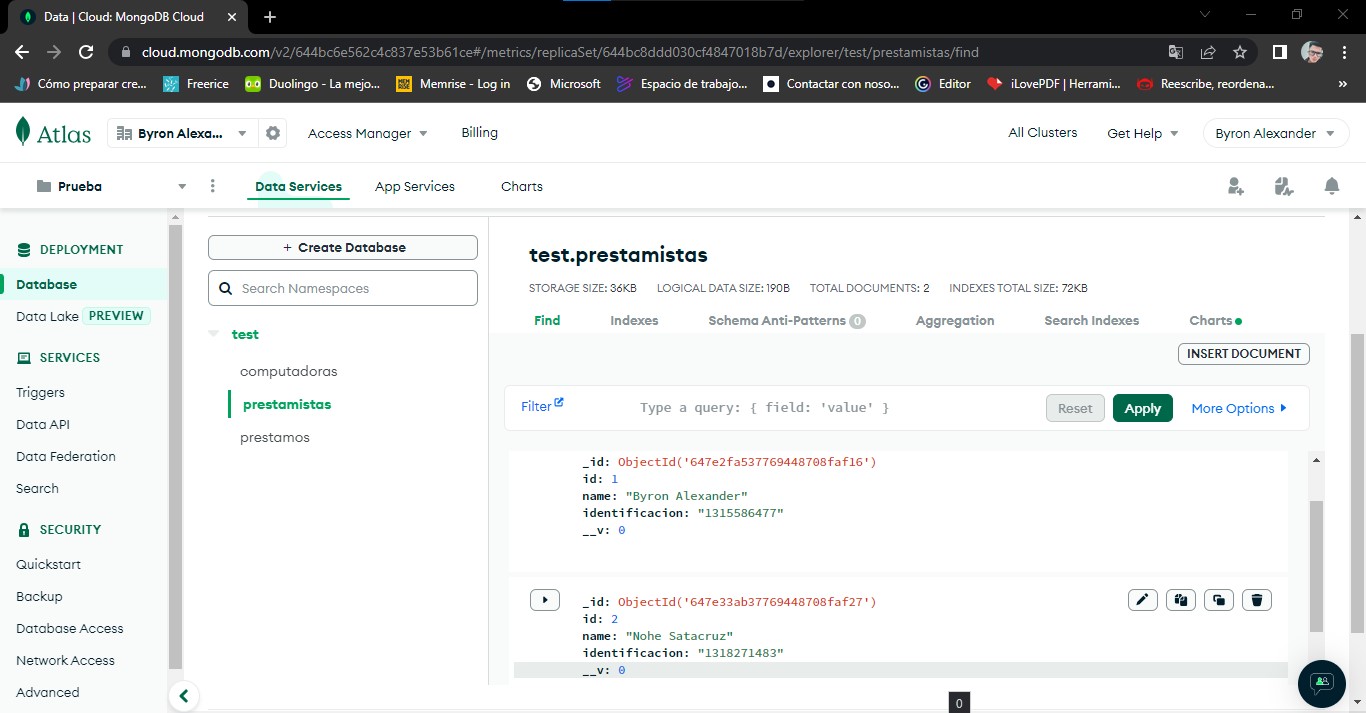 Data | Cloud: MongoDB Cloud
cloud.mongodb.com/v2/644bc6e562c4c837e53b61ce#/metrics/replicaSet/644bc8ddd030cf4847018b7d/explorer/test/prestamistas/find
Cómo preparar cre... Freerice Duolingo - La mejo... Memrise - Log in Microsoft Espacio de trabajo... Contactar con noso... Editor iLovePDF | Herrami... Reescribe, reordena... »
Atlas Byron Alexa... Access Manager Billing All Clusters Get Help Byron Alexander
Prueba Data Services App Services Charts
DEPLOYMENT
Database
Data Lake PREVIEW
SERVICES
Triggers
Data API
Data Federation
Search
SECURITY
Quickstart
Backup
Database Access
Network Access
Advanced
+ Create Database
Search Namespaces
test
computadoras
prestamistas
prestamos
test.prestamistas
STORAGE SIZE: 36KB LOGICAL DATA SIZE: 190B TOTAL DOCUMENTS: 2 INDEXES TOTAL SIZE: 72KB
Find Indexes Schema Anti-Patterns 0 Aggregation Search Indexes Charts
INSERT DOCUMENT
Filter Type a query: { field: 'value' } Reset Apply More Options
_id: ObjectId('647e2fa537769448708faf16')
id: 1
name: "Byron Alexander"
identificacion: "1315586477"
__v: 0
_id: ObjectId('647e33ab37769448708faf27')
id: 2
name: "Nohe Satacruz"
identificacion: "1318271483"
__v: 0
0